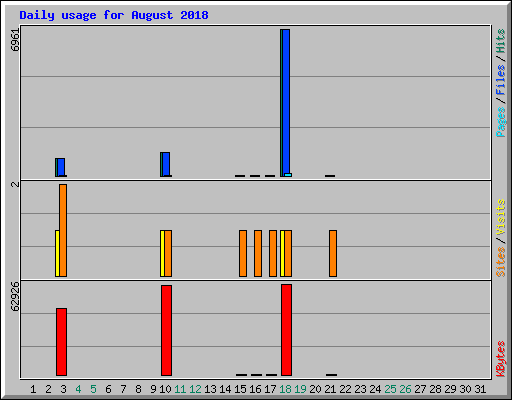 Daily usage for August 2018
6961
2
62926
Pages / Files / Hits
Sites / Visits
KBytes
1 2 3 4 5 6 7 8 9 10 11 12 13 14 15 16 17 18 19 20 21 22 23 24 25 26 27 28 29 30 31